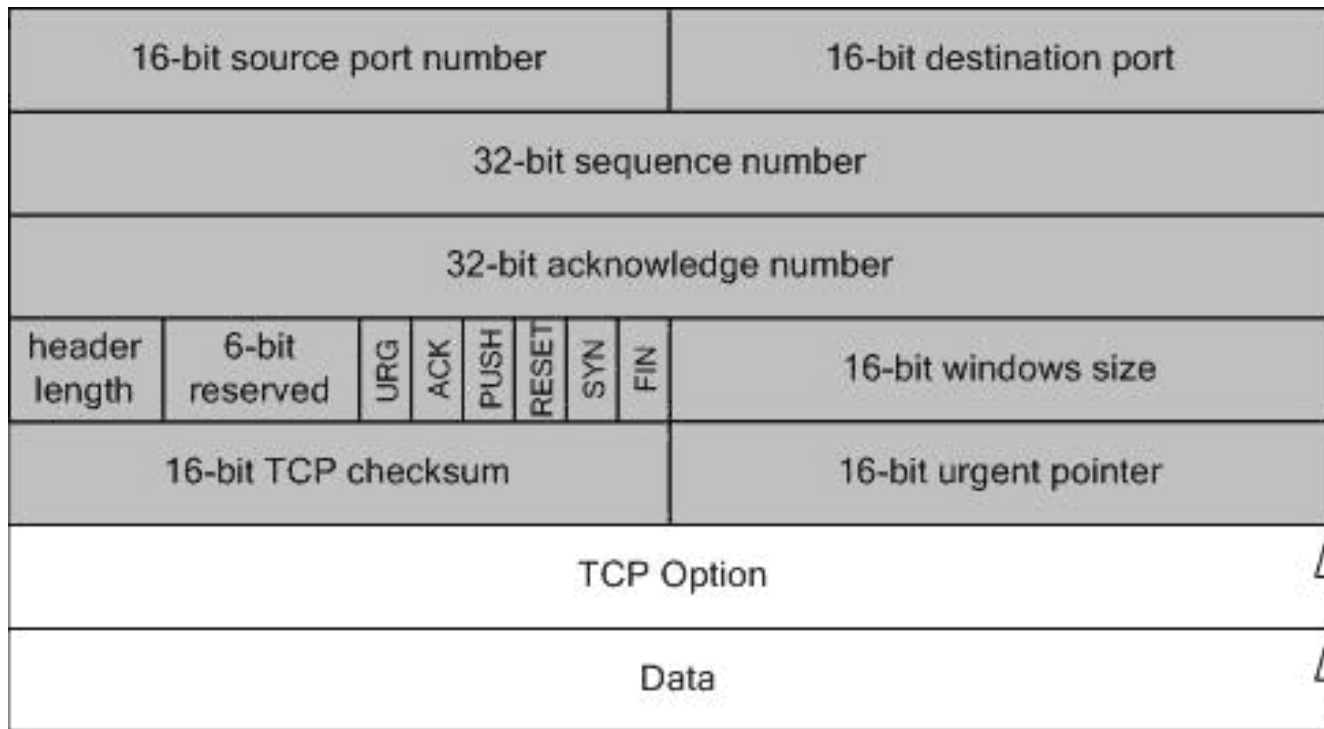 16-bit source port number
16-bit destination port
32-bit sequence number
32-bit acknowledge number
header
length
6-bit
reserved
URG
ACK
PUSH
RESET
SYN
FIN
16-bit windows size
16-bit TCP checksum
16-bit urgent pointer
TCP Option
Data